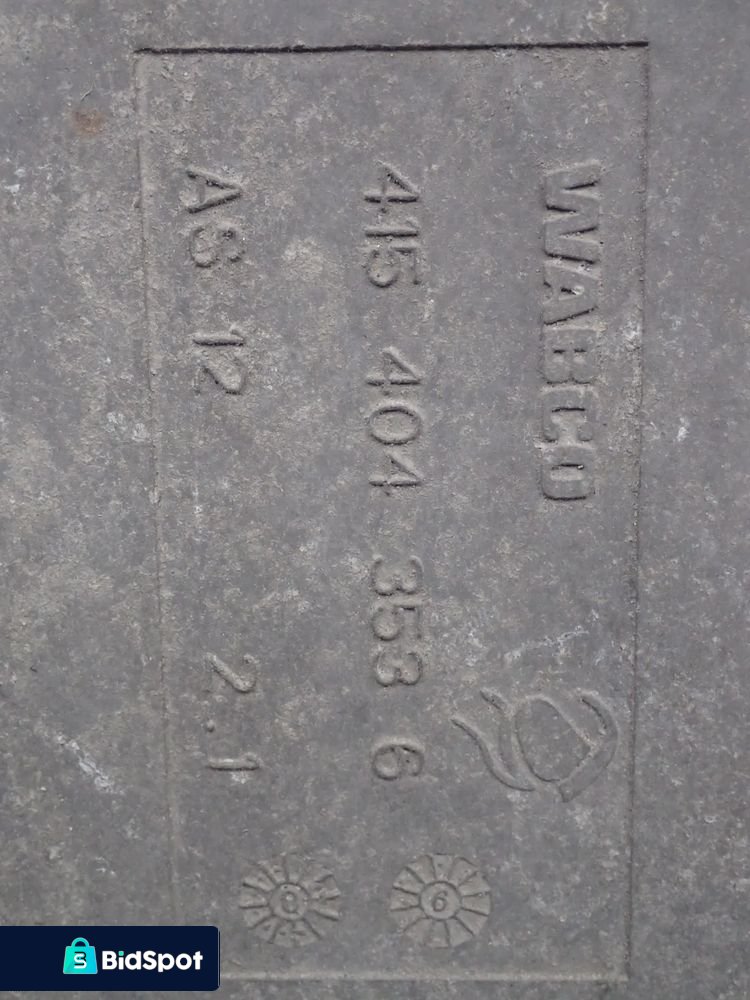 WABCO
415 404 353 6
AS 12 2.1
BidSpot